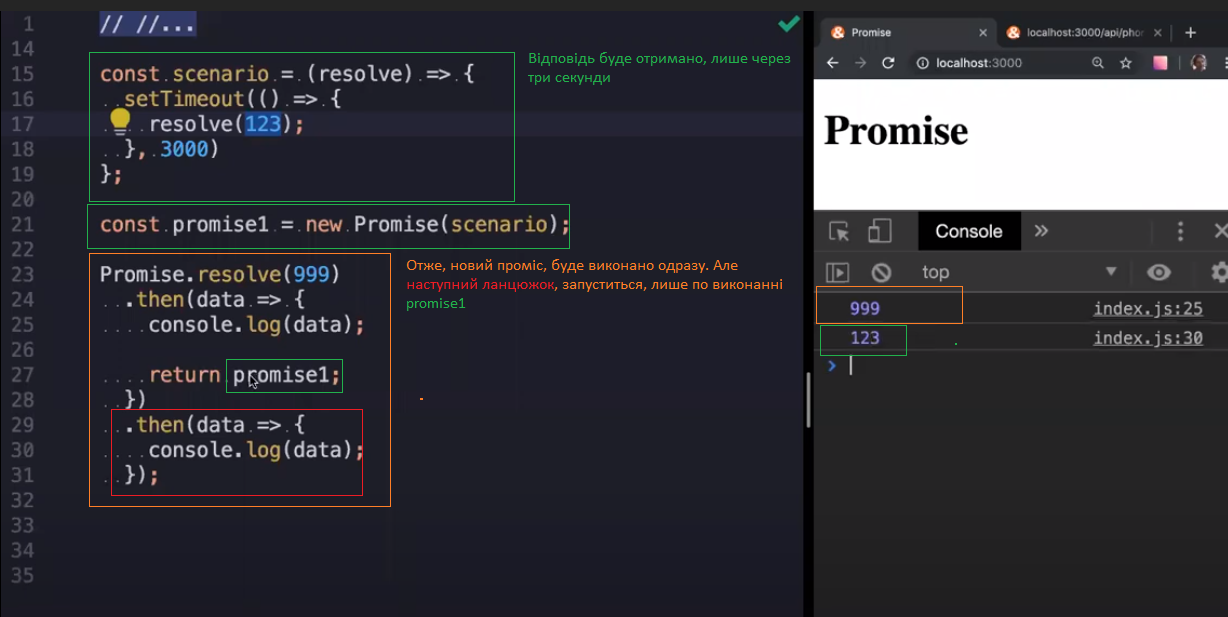 1 // //...
14
15 const scenario = (resolve) => {
16 setTimeout(() => {
17 resolve(123);
18 }, 3000)
19 };
20
21 const promise1 = new Promise(scenario);
22
23 Promise.resolve(999)
24 .then(data => {
25 console.log(data);
26
27 return promise1;
28 })
29 .then(data => {
30 console.log(data);
31 });
32
33
34
35
Відповідь буде отримано, лише через
три секунди
Отже, новий проміс, буде виконано одразу. Але
наступний ланцюжок, запуститься, лише по виконанні
promise1
Promise
localhost:3000/api/phor
localhost:3000
Promise
Console
top
999 index.js:25
123 index.js:30